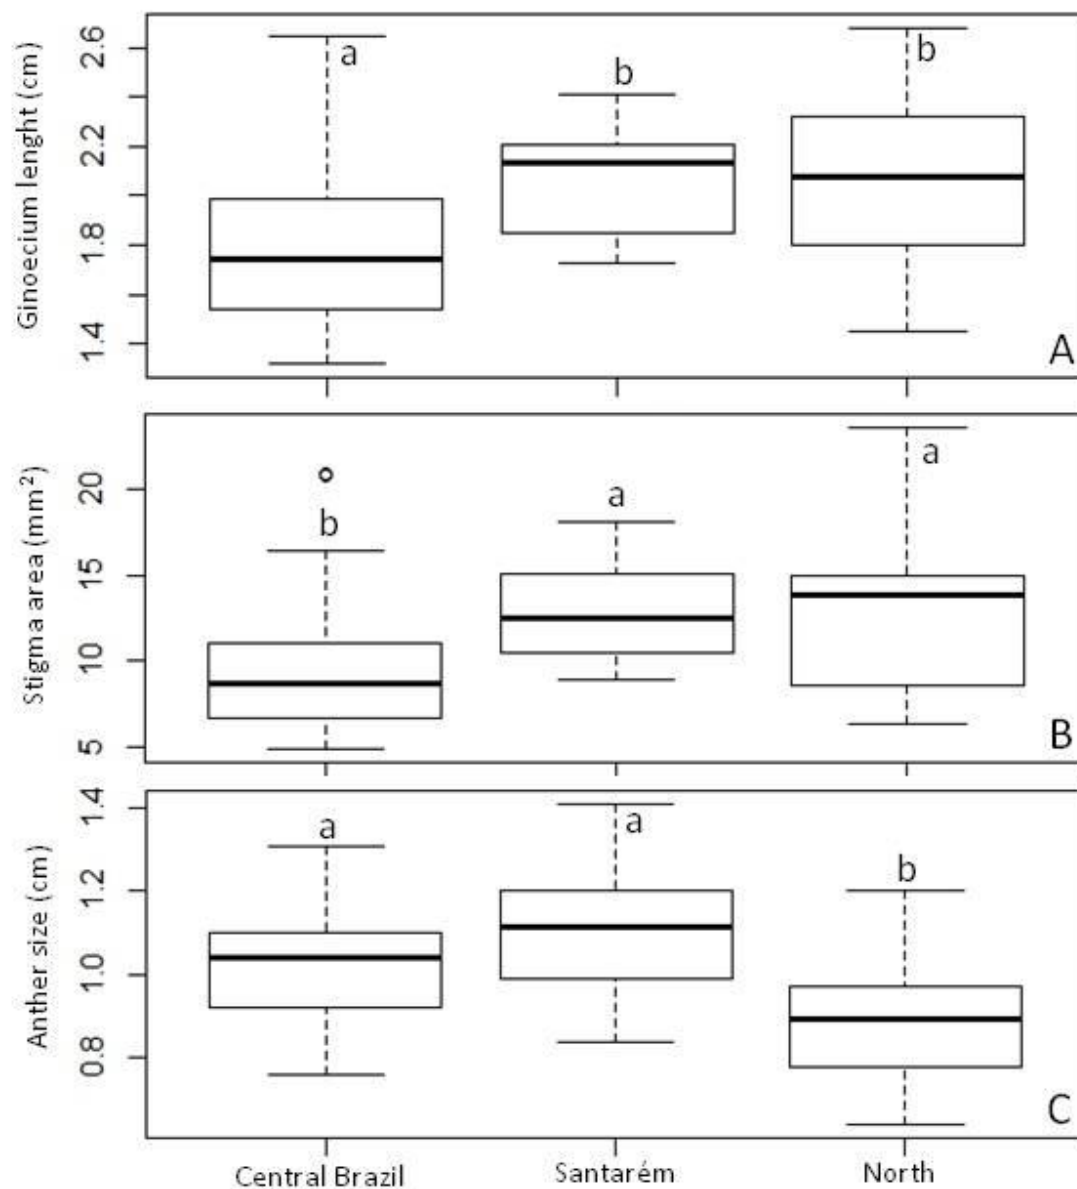 Ginoecium lenght (cm)
2.6
2.2
1.8
1.4
a
b
b
A
Stigma area (mm²)
20
15
10
5
b
a
a
B
Anther size (cm)
1.4
1.2
1.0
0.8
a
a
b
C
Central Brazil
Santarém
North